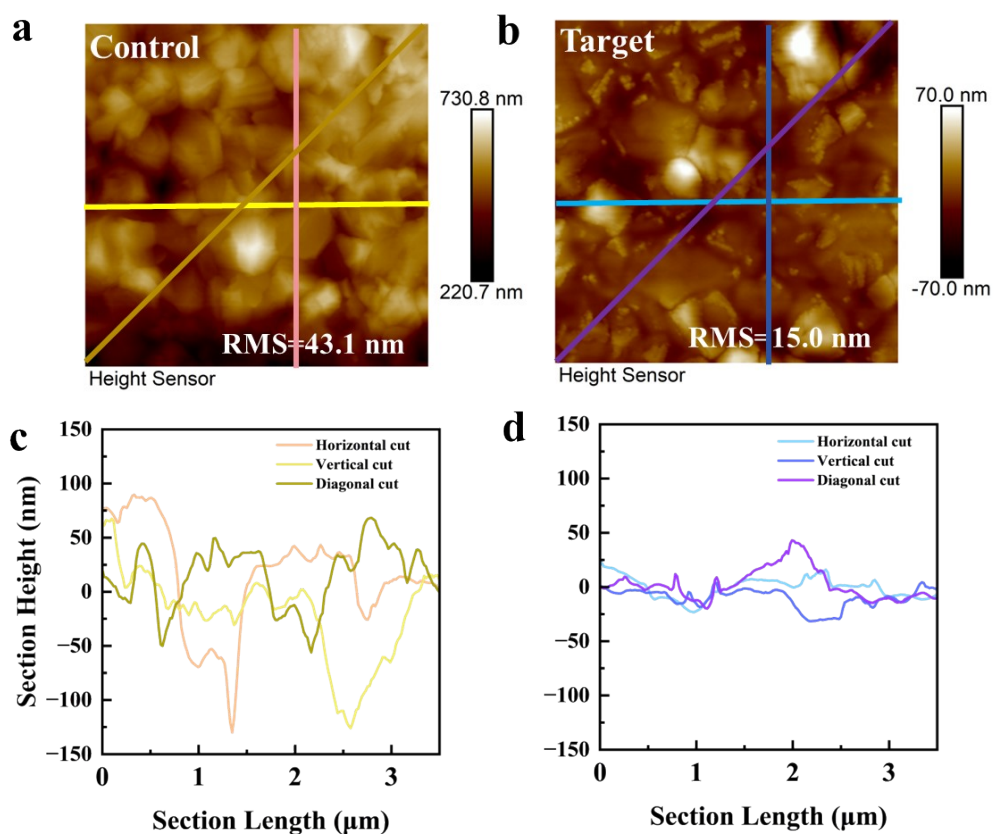 a
Control
730.8 nm
220.7 nm
RMS=43.1 nm
Height Sensor
b
Target
70.0 nm
-70.0 nm
RMS=15.0 nm
Height Sensor
c
150
100
50
0
−50
−100
−150
Section Height (nm)
Horizontal cut
Vertical cut
Diagonal cut
0 1 2 3
Section Length (μm)
d
150
100
50
0
−50
−100
−150
Horizontal cut
Vertical cut
Diagonal cut
0 1 2 3
Section Length (μm)